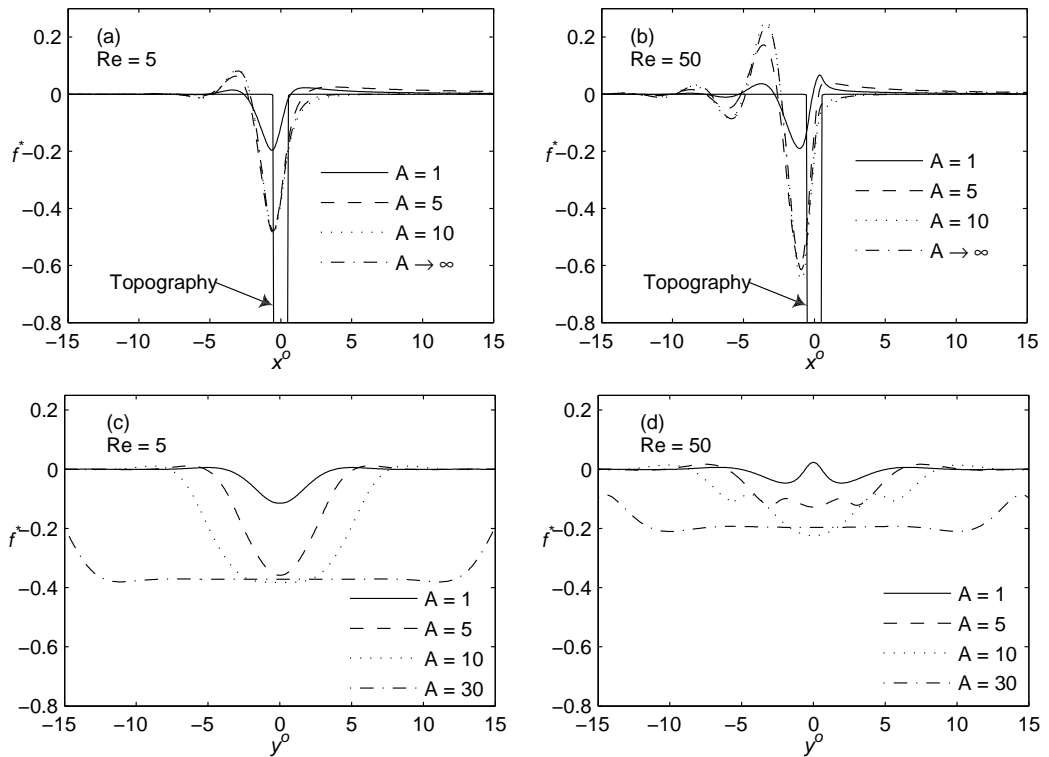 (a)
Re = 5
0.2
0
−0.2
−0.4
−0.6
−0.8
f*
A = 1
A = 5
A = 10
A → ∞
Topography
−15 −10 −5 0 5 10 15
x^o
(b)
Re = 50
0.2
0
−0.2
−0.4
−0.6
−0.8
f*
A = 1
A = 5
A = 10
A → ∞
Topography
−15 −10 −5 0 5 10 15
x^o
(c)
Re = 5
0.2
0
−0.2
−0.4
−0.6
−0.8
f*
A = 1
A = 5
A = 10
A = 30
−15 −10 −5 0 5 10 15
y^o
(d)
Re = 50
0.2
0
−0.2
−0.4
−0.6
−0.8
f*
A = 1
A = 5
A = 10
A = 30
−15 −10 −5 0 5 10 15
y^o